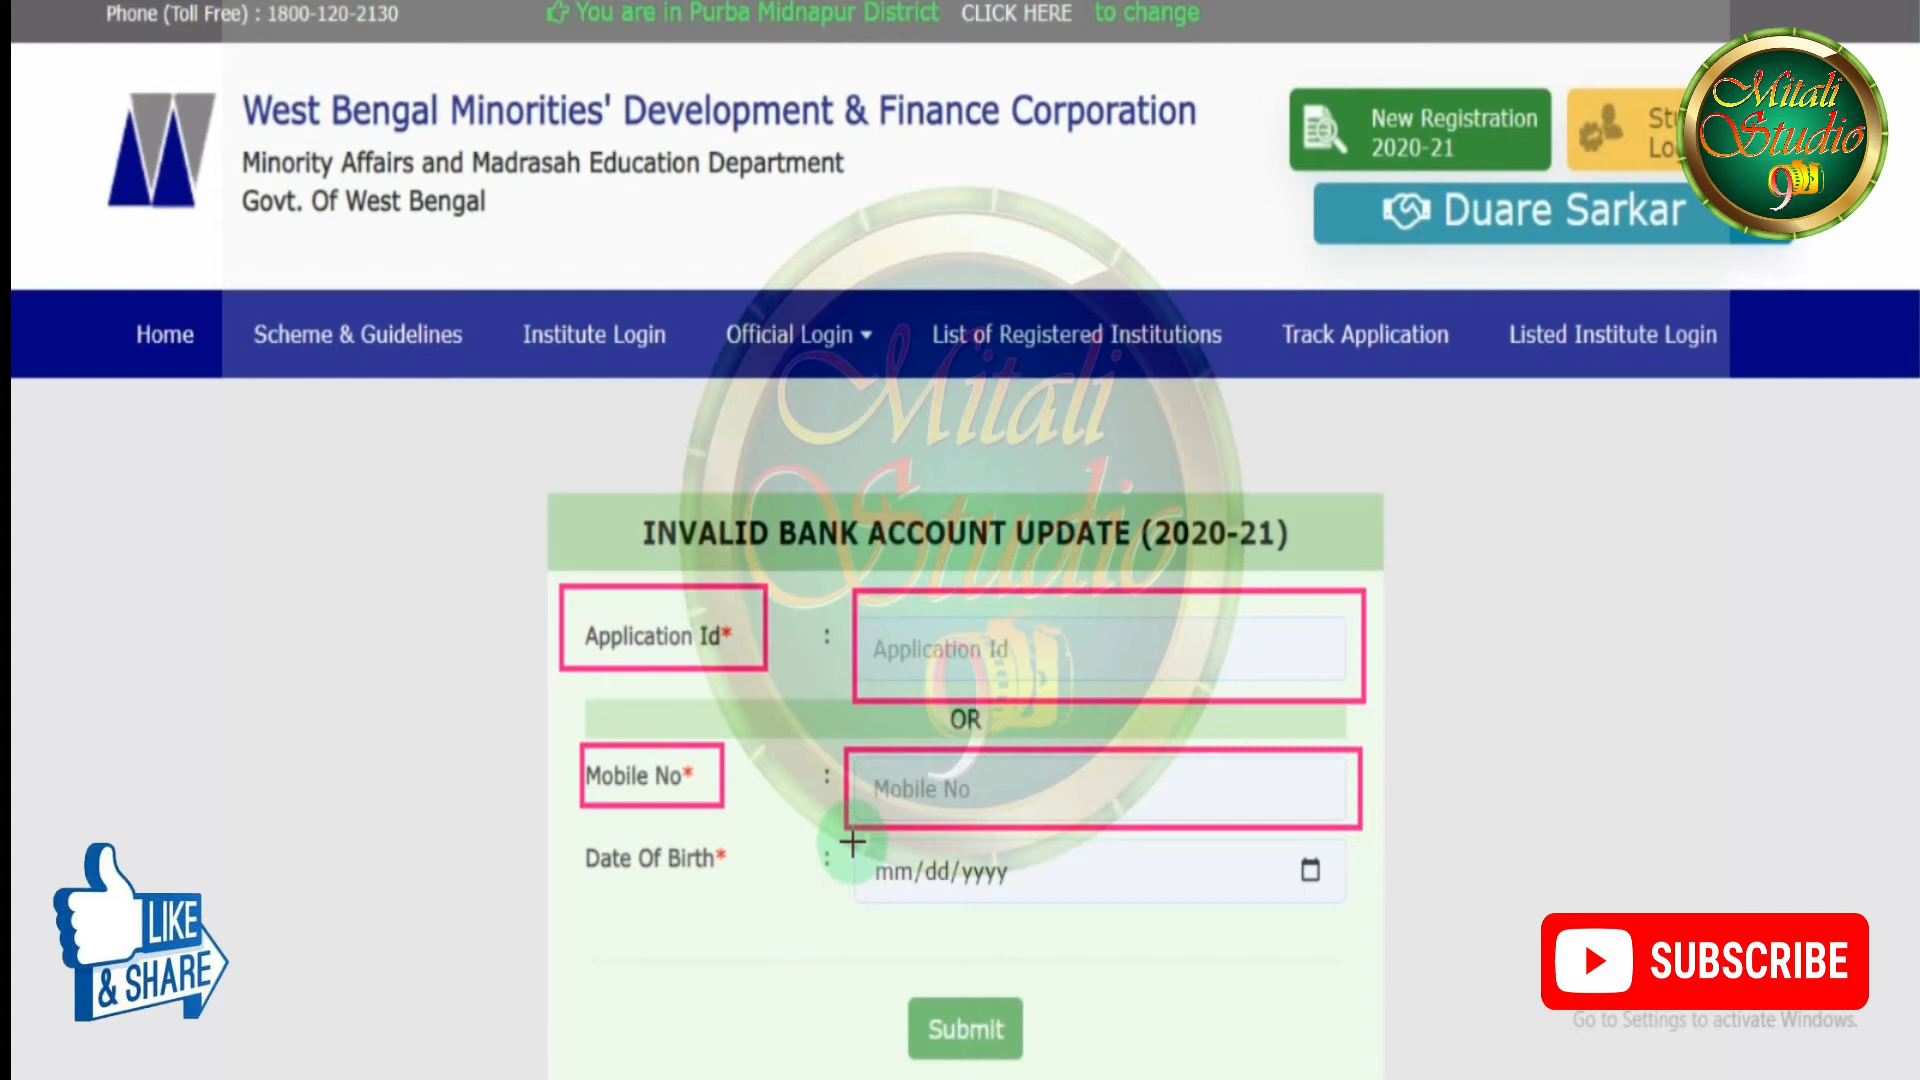 Phone (Toll Free) : 1800-120-2130
You are in Purba Midnapur District CLICK HERE to change
West Bengal Minorities' Development & Finance Corporation
Minority Affairs and Madrasah Education Department
Govt. Of West Bengal
New Registration
2020-21
Duare Sarkar
Mitali
Studio
9
Home
Scheme & Guidelines
Institute Login
Official Login
List of Registered Institutions
Track Application
Listed Institute Login
Mitali
Studio
9
INVALID BANK ACCOUNT UPDATE (2020-21)
Application Id* :
Application Id
OR
Mobile No* :
Mobile No
Date Of Birth* :
mm/dd/yyyy
Submit
LIKE
& SHARE
SUBSCRIBE
Go to Settings to activate Windows.